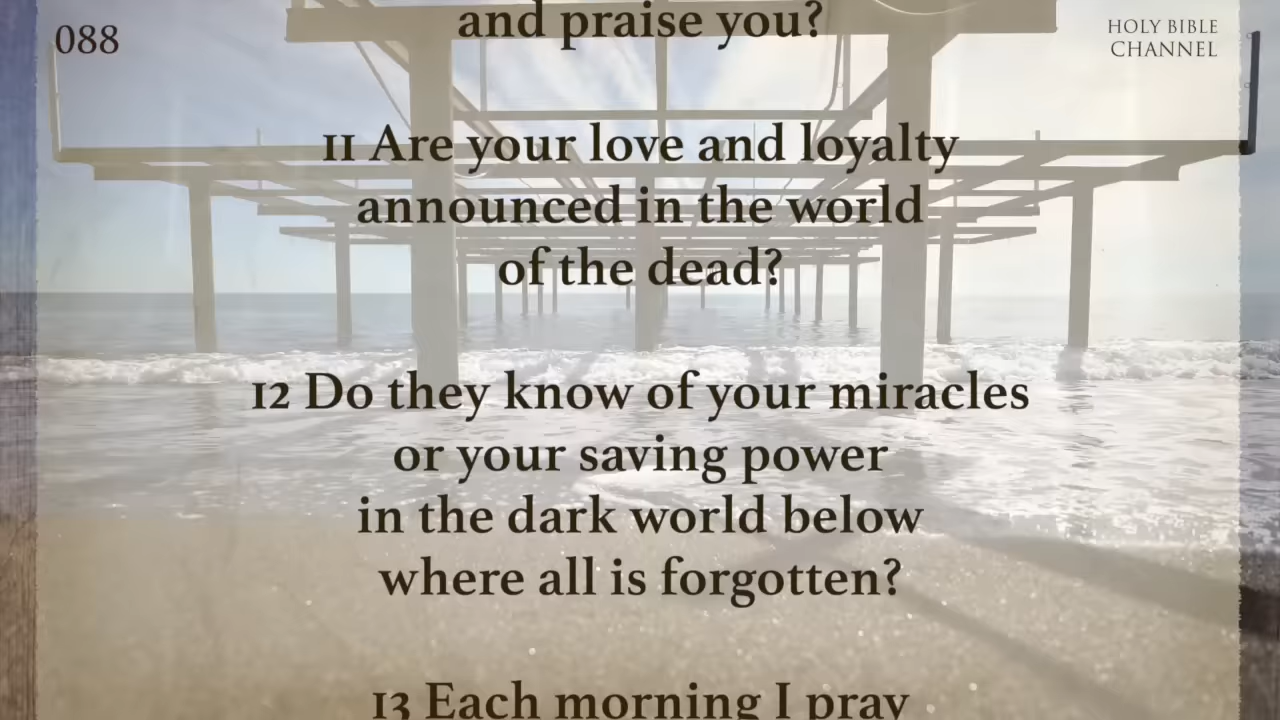 and praise you?
088
HOLY BIBLE
CHANNEL
11 Are your love and loyalty
announced in the world
of the dead?
12 Do they know of your miracles
or your saving power
in the dark world below
where all is forgotten?
13 Each morning I pray